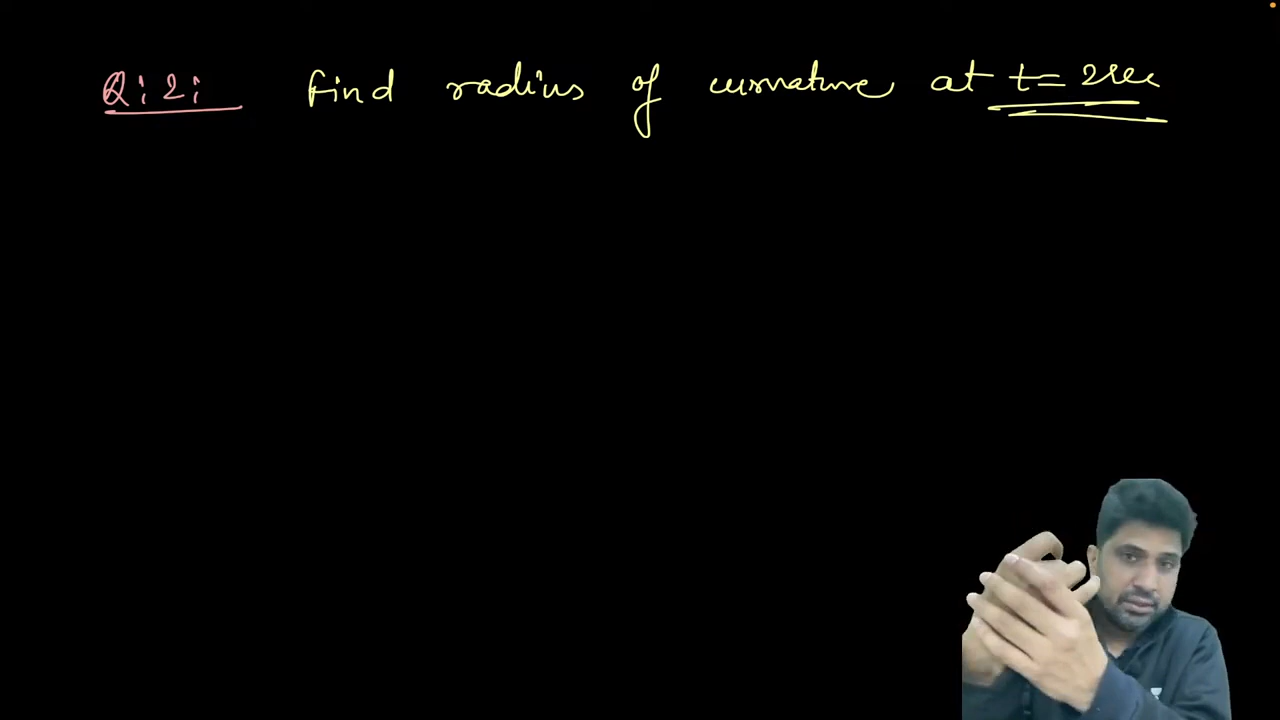 Q: 2: Find radius of curvature at t = 2sec